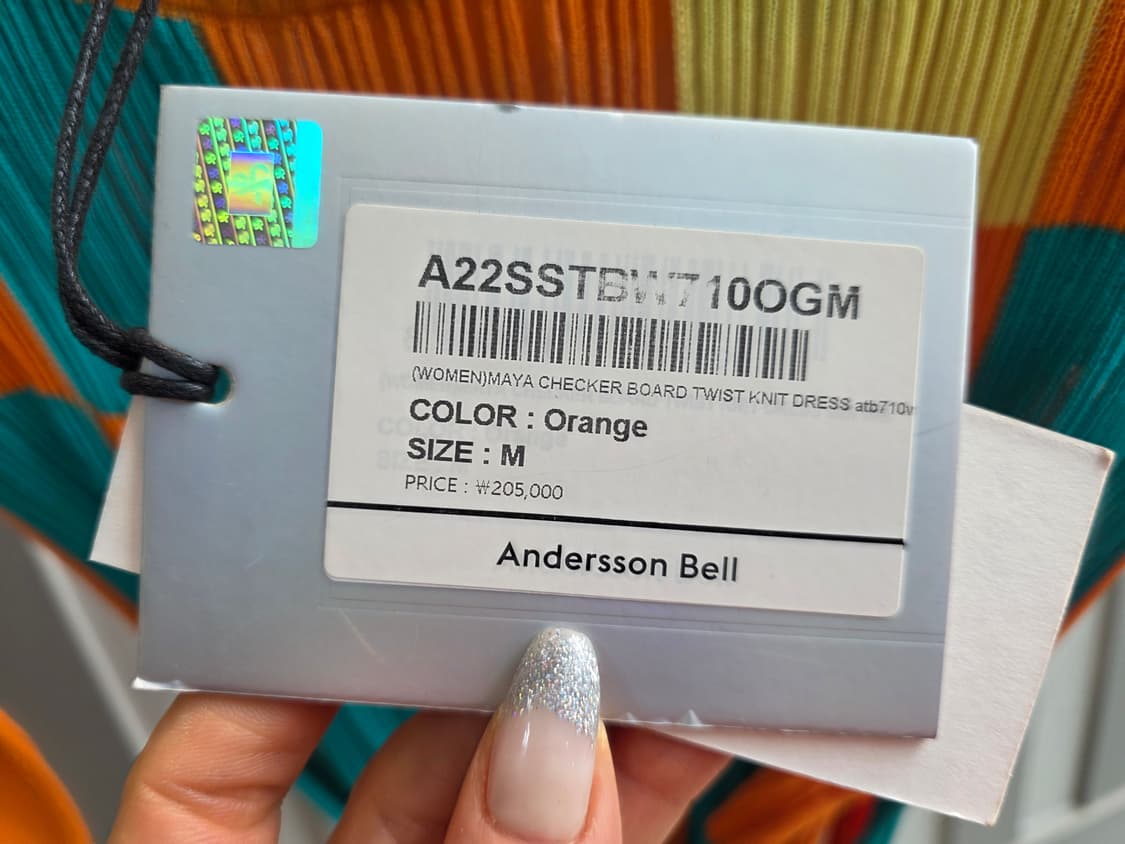 A22SSTBW710OGM
(WOMEN)MAYA CHECKER BOARD TWIST KNIT DRESS atb710w
COLOR : Orange
SIZE : M
PRICE : ₩205,000
Andersson Bell